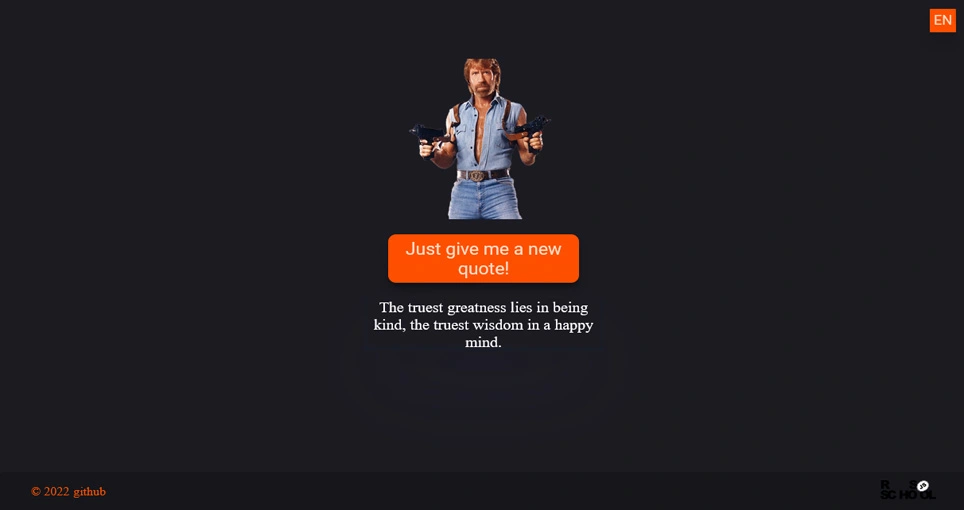 EN
Just give me a new
quote!
The truest greatness lies in being
kind, the truest wisdom in a happy
mind.
© 2022 github
R S
SCHOOL